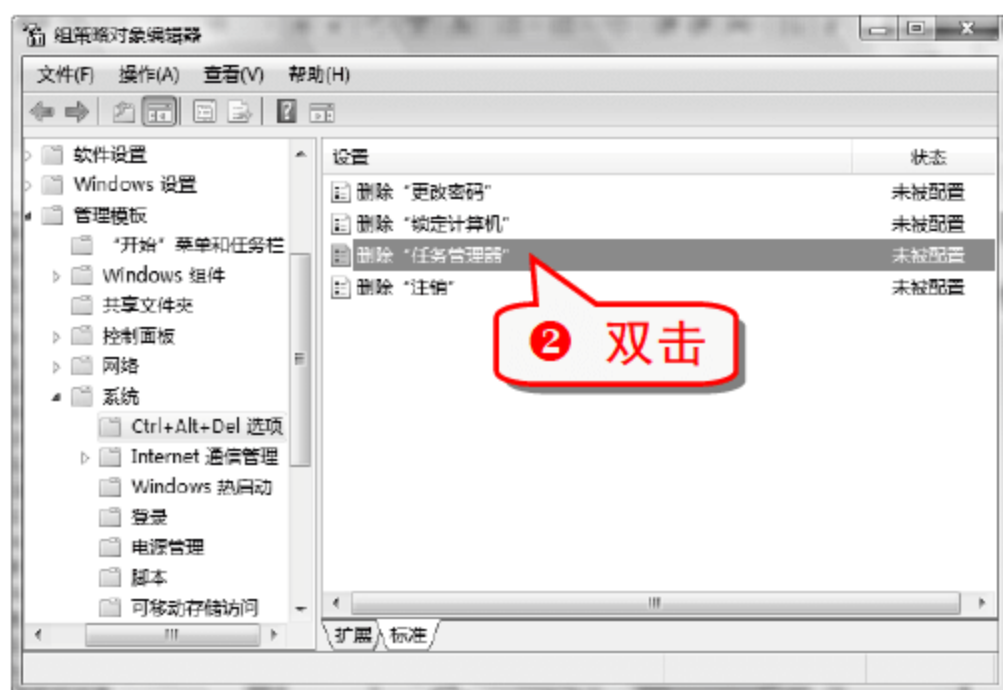 组策略对象编辑器
文件(F) 操作(A) 查看(V) 帮助(H)
软件设置
Windows 设置
管理模板
“开始”菜单和任务栏
Windows 组件
共享文件夹
控制面板
网络
系统
Ctrl+Alt+Del 选项
Internet 通信管理
Windows 热启动
登录
电源管理
脚本
可移动存储访问
设置 状态
删除“更改密码” 未被配置
删除“锁定计算机” 未被配置
删除“任务管理器” 未被配置
删除“注销” 未被配置
❷ 双击
扩展 标准